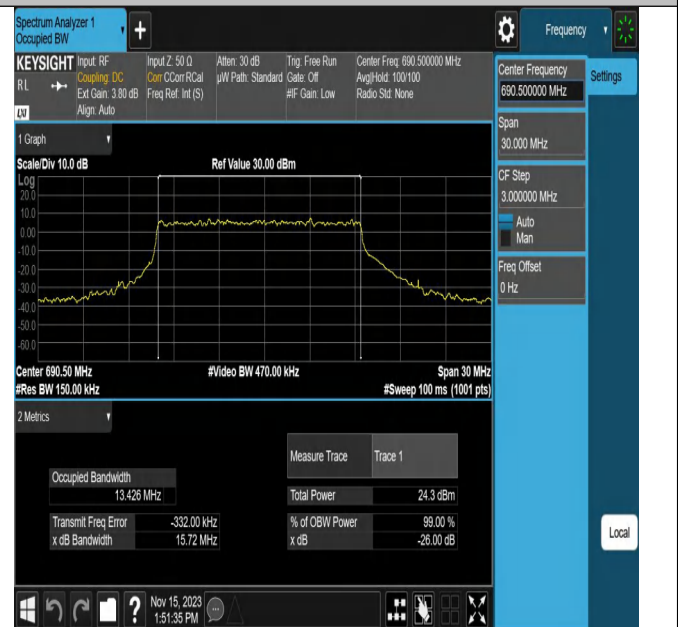 Spectrum Analyzer 1
Occupied BW
+
Frequency
KEYSIGHT
RL
LXI
Input: RF
Coupling: DC
Ext Gain: 3.80 dB
Align: Auto
Input Z: 50 Ω
Corr CCorr RCal
Freq Ref: Int (S)
Atten: 30 dB
µW Path: Standard
Trig: Free Run
Gate: Off
#IF Gain: Low
Center Freq: 690.500000 MHz
Avg|Hold: 100/100
Radio Std: None
Center Frequency
690.500000 MHz
Settings
Span
30.000 MHz
CF Step
3.000000 MHz
Auto
Man
Freq Offset
0 Hz
1 Graph
Scale/Div 10.0 dB
Ref Value 30.00 dBm
Log
20.0
10.0
0.00
-10.0
-20.0
-30.0
-40.0
-50.0
-60.0
Center 690.50 MHz
#Video BW 470.00 kHz
Span 30 MHz
#Res BW 150.00 kHz
#Sweep 100 ms (1001 pts)
2 Metrics
Measure Trace Trace 1
Occupied Bandwidth
13.426 MHz
Total Power 24.3 dBm
Transmit Freq Error -332.00 kHz
% of OBW Power 99.00 %
x dB Bandwidth 15.72 MHz
x dB -26.00 dB
Local
?
Nov 15, 2023
1:51:35 PM